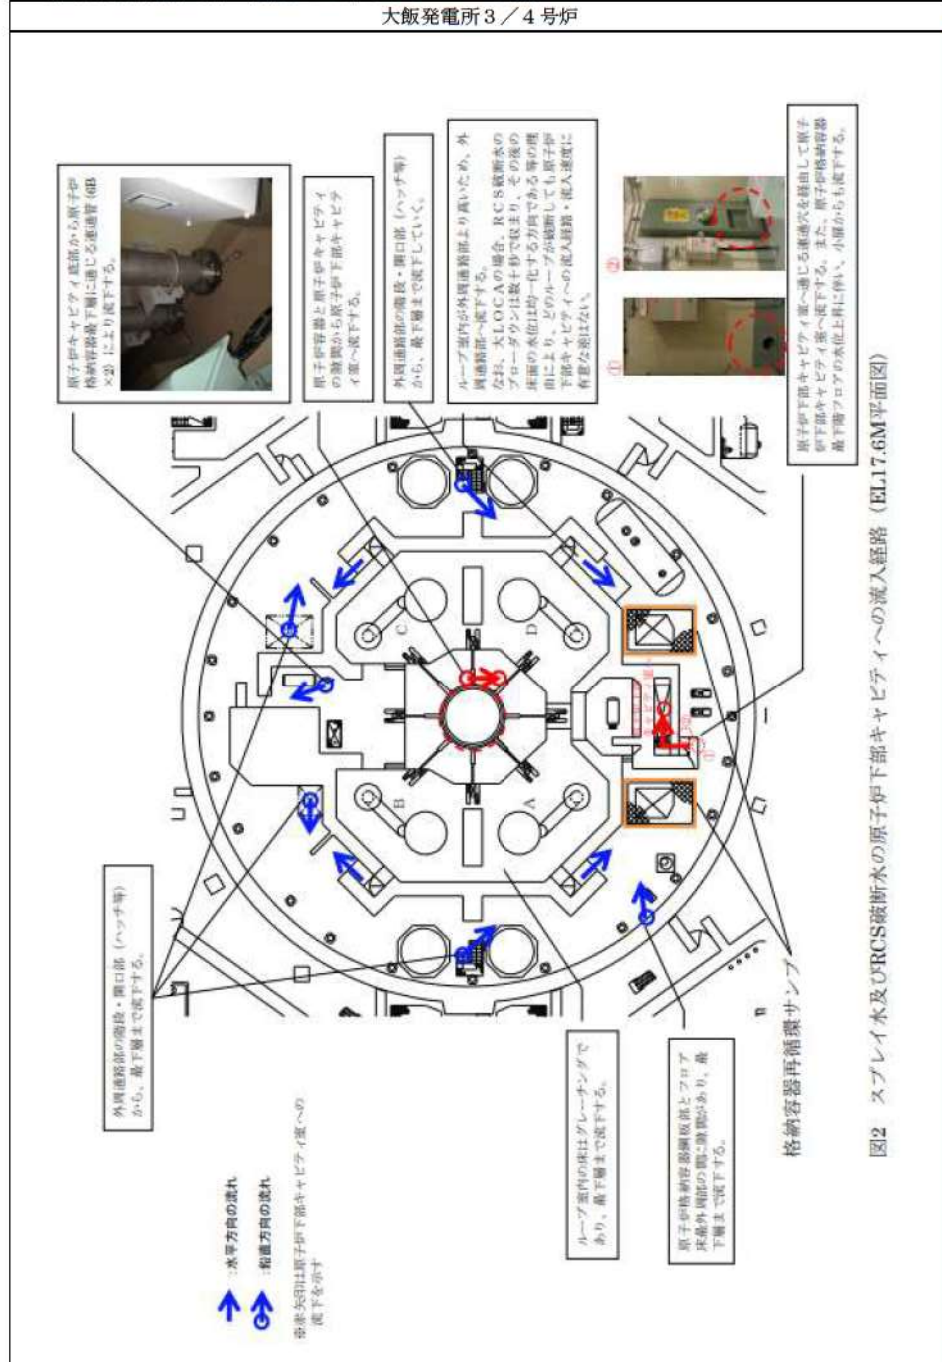 大飯発電所3/4号炉
原子炉キャビティ底部から原子炉
格納容器最下層に通じる連通管(6B
×2)により流下する。
原子炉容器と原子炉キャビティ
の隙間から原子炉下部キャビテ
ィ室へ流下する。
外周通路部の階段・開口部(ハッチ等)
から、最下層まで流下していく。
ループ室内が外周通路部より高いため、外
周通路部へ流下する。
なお、大LOCAの場合、RCS破断水の
ブローダウンは数十秒で収まり、その後の
床面の水位は均一化する方向である等の理
由により、どのループが破断しても原子炉
下部キャビティへの流入経路・流入速度に
有意な差はない。
①
②
原子炉下部キャビティ室へ通じる連通穴を経由して原子
炉下部キャビティ室へ流下する。また、原子炉格納容器
最下階フロアの水位上昇に伴い、小扉からも流下する。
外周通路部の階段・開口部(ハッチ等)
から、最下層まで流下する。
C
D
B
A
①
:水平方向の流れ
:鉛直方向の流れ
※赤矢印は原子炉下部キャビティ室への
流下を示す
ループ室内の床はグレーチングで
あり、最下層まで流下する。
原子炉格納容器鋼板部とフロア
床最外周部の間に隙間があり、最
下層まで流下する。
格納容器再循環サンプ
図2 スプレイ水及びRCS破断水の原子炉下部キャビティへの流入経路(EL17.6M平面図)